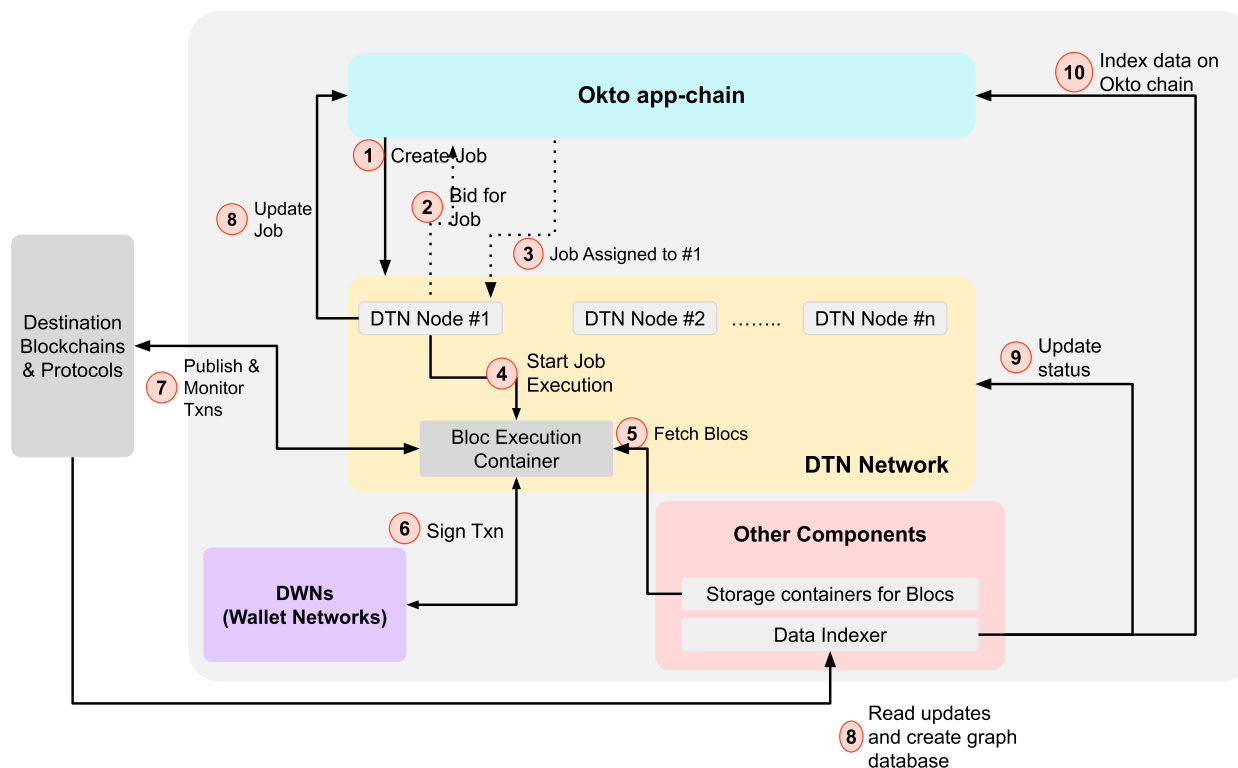 10
Index data on
Okto chain
Okto app-chain
1
Create Job
2
Bid for
Job
8
Update
Job
3
Job Assigned to #1
DTN Node #1
DTN Node #2
........
DTN Node #n
Destination
Blockchains
& Protocols
7
Publish &
Monitor
Txns
4
Start Job
Execution
9
Update
status
Bloc Execution
Container
5
Fetch Blocs
DTN Network
6
Sign Txn
Other Components
DWNs
(Wallet Networks)
Storage containers for Blocs
Data Indexer
8
Read updates
and create graph
database